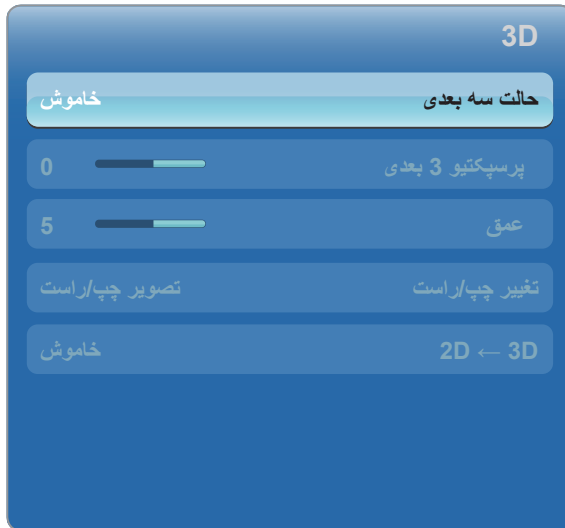 3D
حالت سه بعدی خاموش
پرسپکتیو 3 بعدی 0
عمق 5
تغییر چپ/راست تصویر چپ/راست
2D ← 3D خاموش